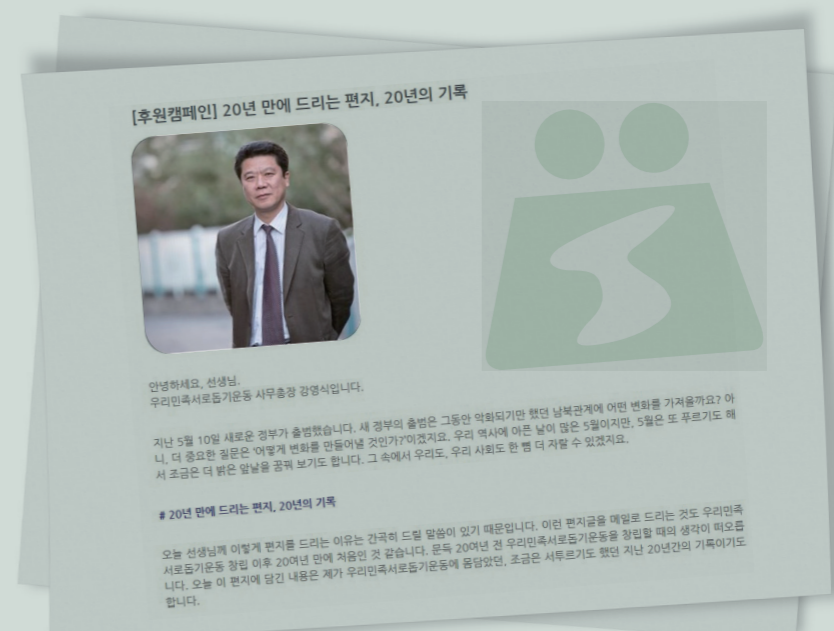 [후원캠페인] 20년 만에 드리는 편지, 20년의 기록
안녕하세요, 선생님.
우리민족서로돕기운동 사무총장 강영식입니다.
지난 5월 10일 새로운 정부가 출범했습니다. 새 정부의 출범은 그동안 악화되기만 했던 남북관계에 어떤 변화를 가져올까요? 아
니, 더 중요한 질문은 '어떻게 변화를 만들어낼 것인가?'이겠지요. 우리 역사에 아픈 날이 많은 5월이지만, 5월은 또 푸르기도 해
서 조금은 더 밝은 앞날을 꿈꿔 보기도 합니다. 그 속에서 우리도, 우리 사회도 한 뼘 더 자랄 수 있겠지요.
# 20년 만에 드리는 편지, 20년의 기록
오늘 선생님께 이렇게 편지를 드리는 이유는 간곡히 드릴 말씀이 있기 때문입니다. 이런 편지글을 메일로 드리는 것도 우리민족
서로돕기운동 창립 이후 20여년 만에 처음인 것 같습니다. 문득 20여년 전 우리민족서로돕기운동을 창립할 때의 생각이 떠오릅
니다. 오늘 이 편지에 담긴 내용은 제가 우리민족서로돕기운동에 몸담았던, 조금은 서투르기도 했던 지난 20년간의 기록이기도
합니다.